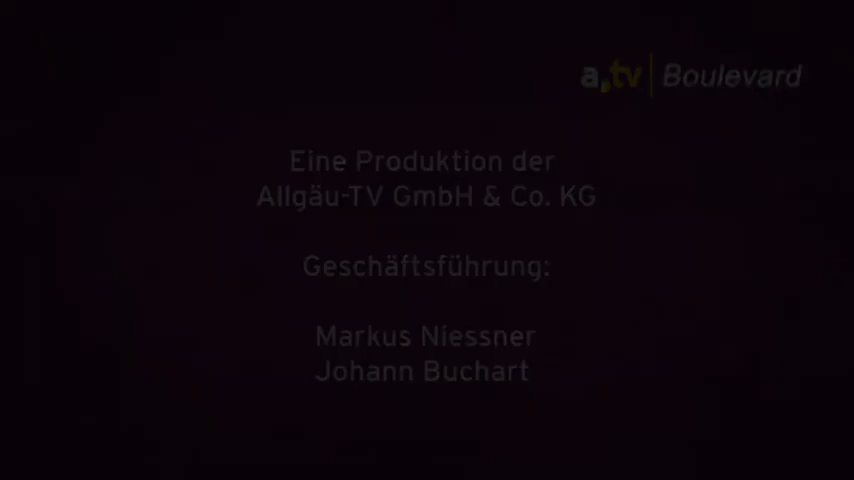 a.tv | Boulevard
Eine Produktion der
Allgäu-TV GmbH & Co. KG
Geschäftsführung:
Markus Niessner
Johann Buchart